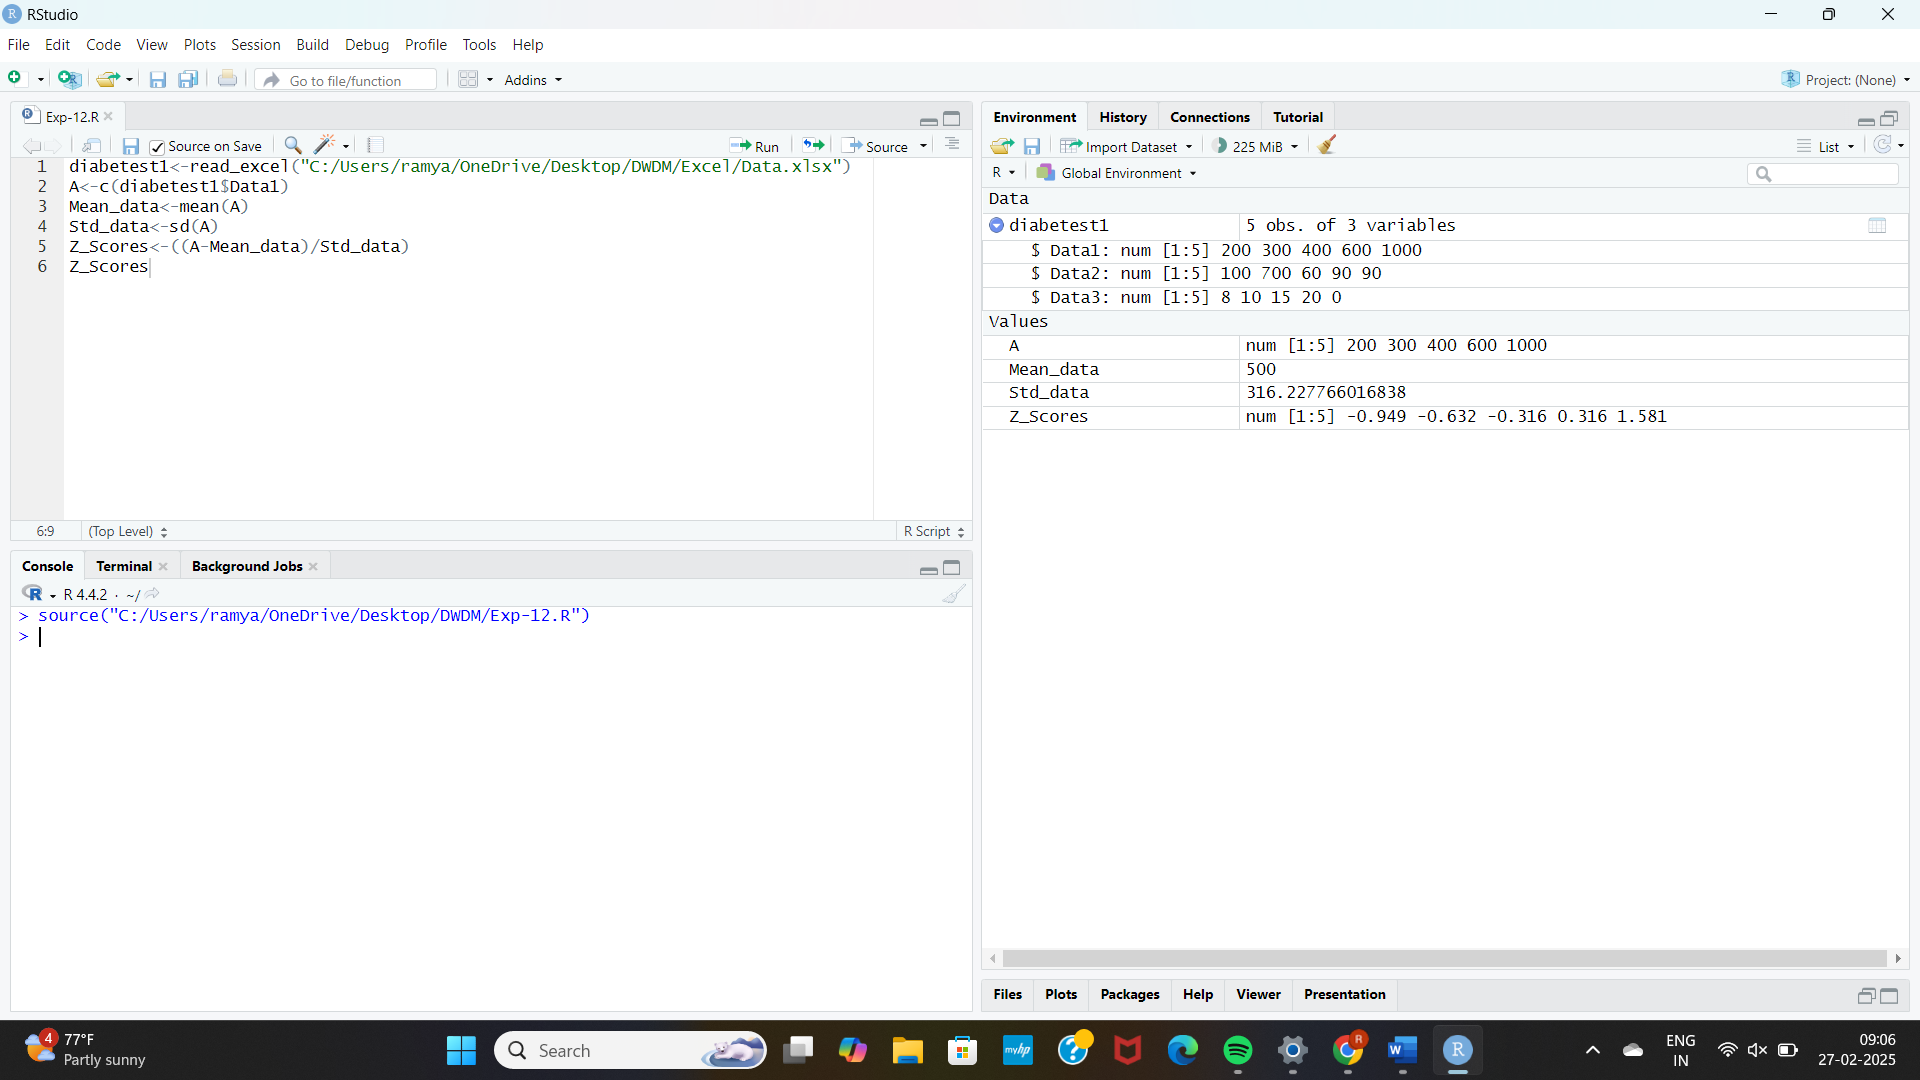 RStudio
File Edit Code View Plots Session Build Debug Profile Tools Help
Go to file/function Addins Project: (None)
Exp-12.R
Source on Save Run Source
1 diabetest1<-read_excel("C:/Users/ramya/OneDrive/Desktop/DWDM/Excel/Data.xlsx")
2 A<-c(diabetest1$Data1)
3 Mean_data<-mean(A)
4 Std_data<-sd(A)
5 Z_Scores<-((A-Mean_data)/Std_data)
6 Z_Scores
6:9 (Top Level) R Script
Console Terminal Background Jobs
R 4.4.2 · ~/
> source("C:/Users/ramya/OneDrive/Desktop/DWDM/Exp-12.R")
>
Environment History Connections Tutorial
Import Dataset 225 MiB List
R Global Environment
Data
diabetest1 5 obs. of 3 variables
$ Data1: num [1:5] 200 300 400 600 1000
$ Data2: num [1:5] 100 700 60 90 90
$ Data3: num [1:5] 8 10 15 20 0
Values
A num [1:5] 200 300 400 600 1000
Mean_data 500
Std_data 316.227766016838
Z_Scores num [1:5] -0.949 -0.632 -0.316 0.316 1.581
Files Plots Packages Help Viewer Presentation
4 77°F
Partly sunny
Search
myhp
R
W
R
ENG
IN
09:06
27-02-2025